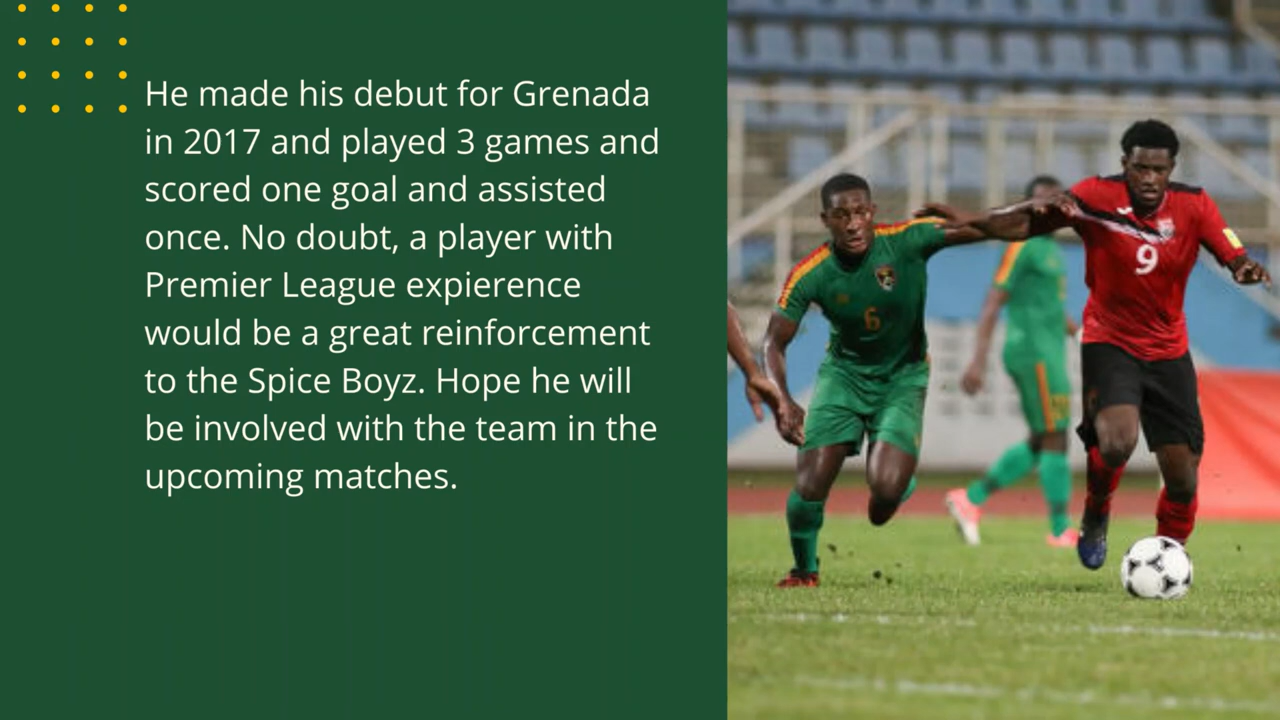 He made his debut for Grenada
in 2017 and played 3 games and
scored one goal and assisted
once. No doubt, a player with
Premier League expierence
would be a great reinforcement
to the Spice Boyz. Hope he will
be involved with the team in the
upcoming matches.
6
9